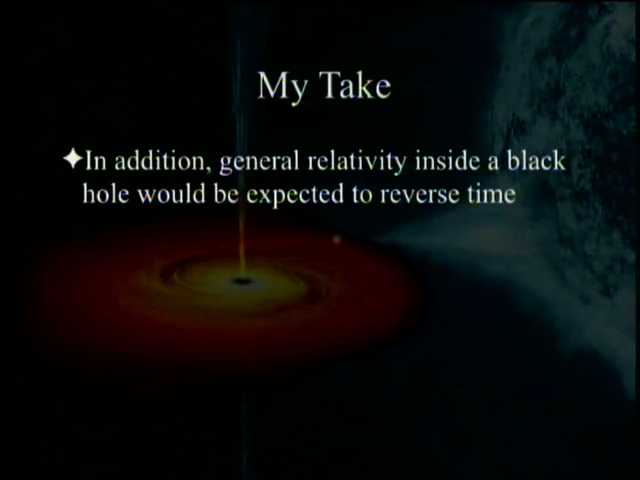 My Take
✦In addition, general relativity inside a black
hole would be expected to reverse time